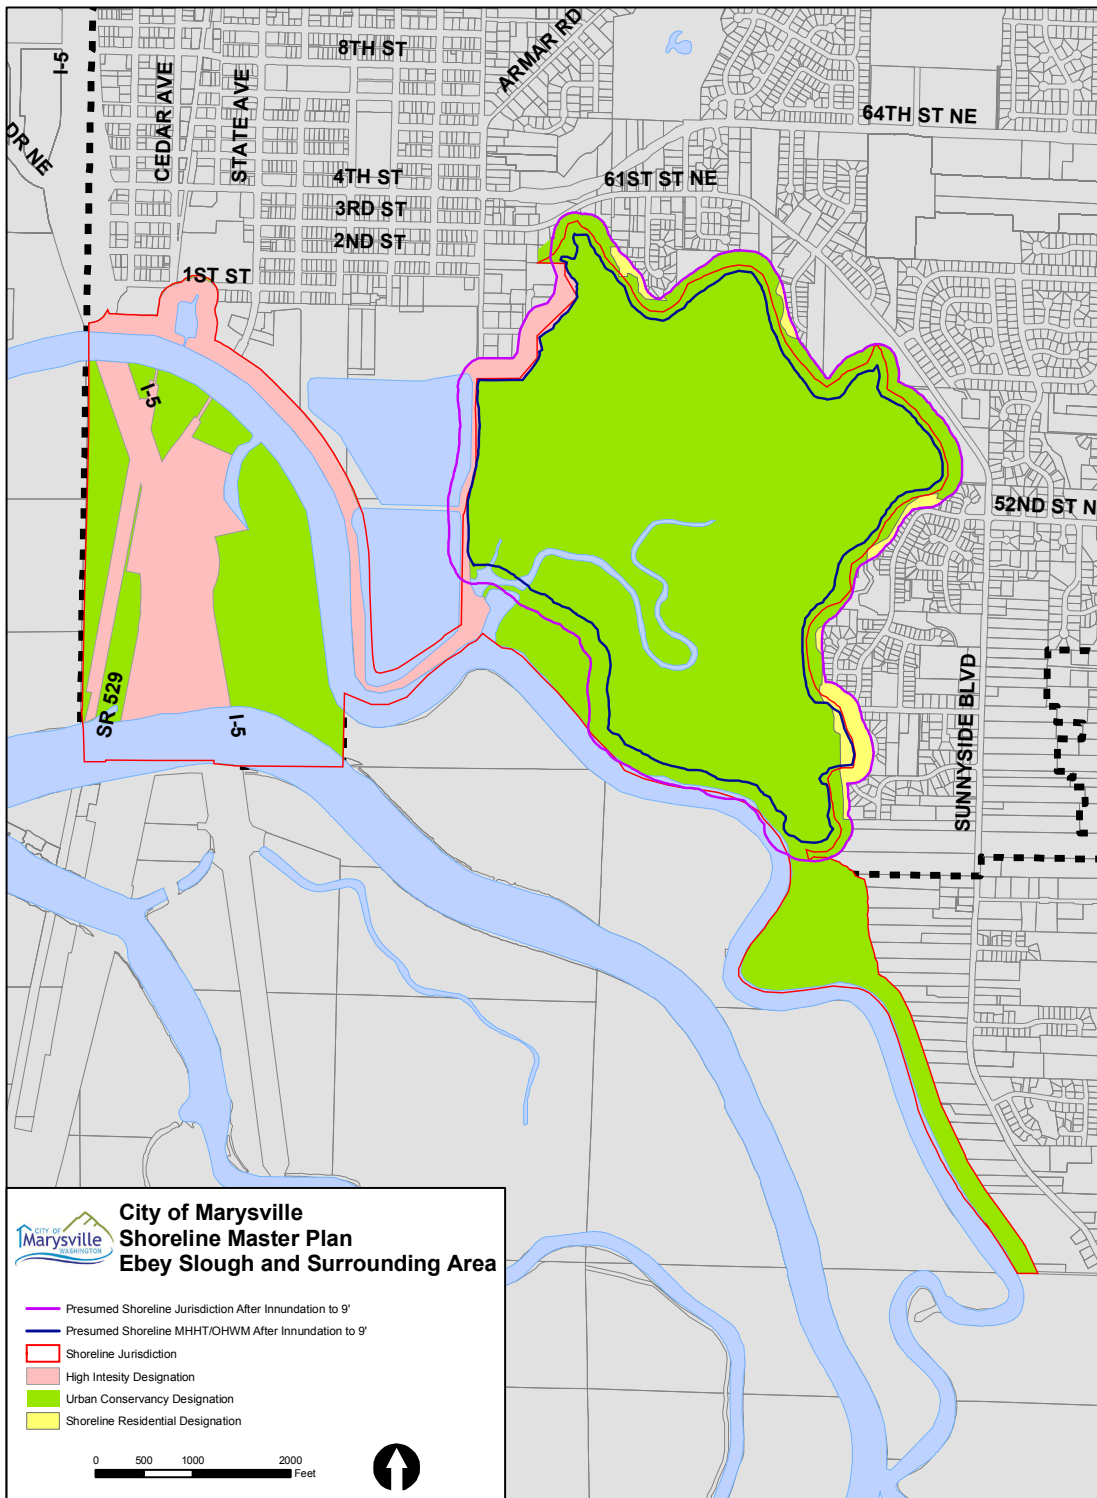 I-5
8TH ST
ARMAR RD
CEDAR AVE
STATE AVE
64TH ST NE
DR NE
4TH ST
61ST ST NE
3RD ST
2ND ST
1ST ST
I-5
52ND ST N
SR 529
I-5
SUNNYSIDE BLVD
CITY OF
Marysville
WASHINGTON
City of Marysville
Shoreline Master Plan
Ebey Slough and Surrounding Area
Presumed Shoreline Jurisdiction After Innundation to 9'
Presumed Shoreline MHHT/OHWM After Innundation to 9'
Shoreline Jurisdiction
High Intesity Designation
Urban Conservancy Designation
Shoreline Residential Designation
0 500 1000 2000
Feet